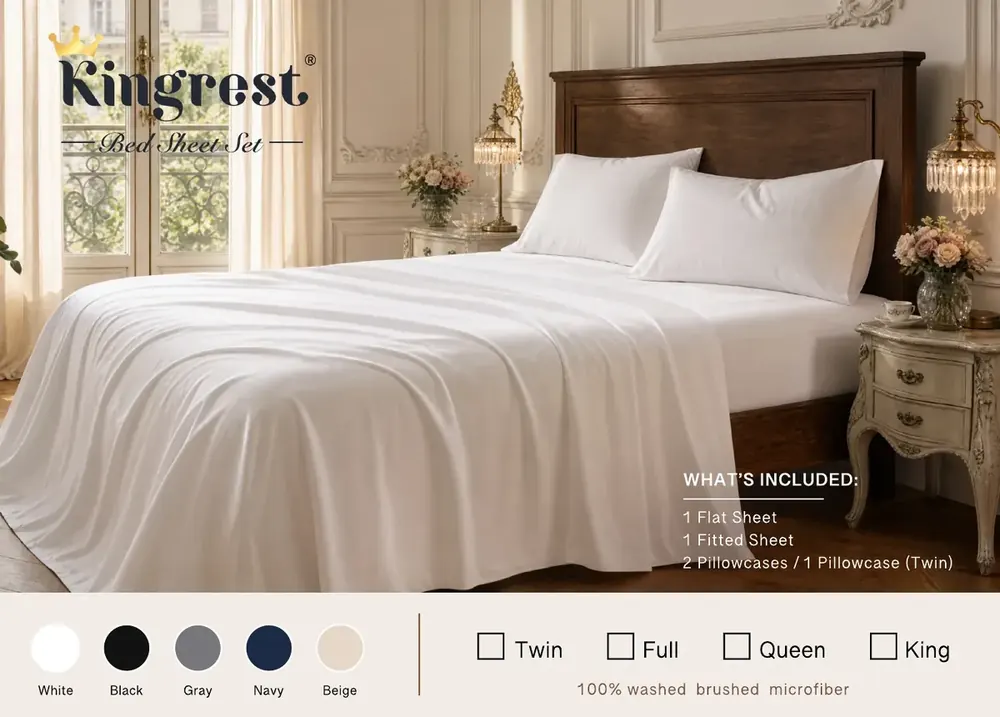 Kingrest®
Bed Sheet Set
WHAT'S INCLUDED:
1 Flat Sheet
1 Fitted Sheet
2 Pillowcases / 1 Pillowcase (Twin)
White Black Gray Navy Beige
Twin Full Queen King
100% washed brushed microfiber